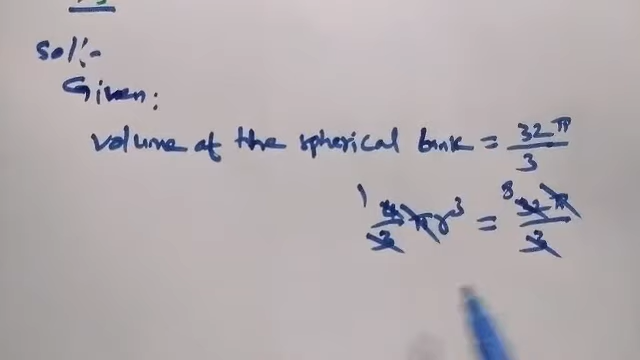 Sol:-
Given:
Volume of the spherical tank = 32π/3
4/3 πr³ = 32π/3
1 8